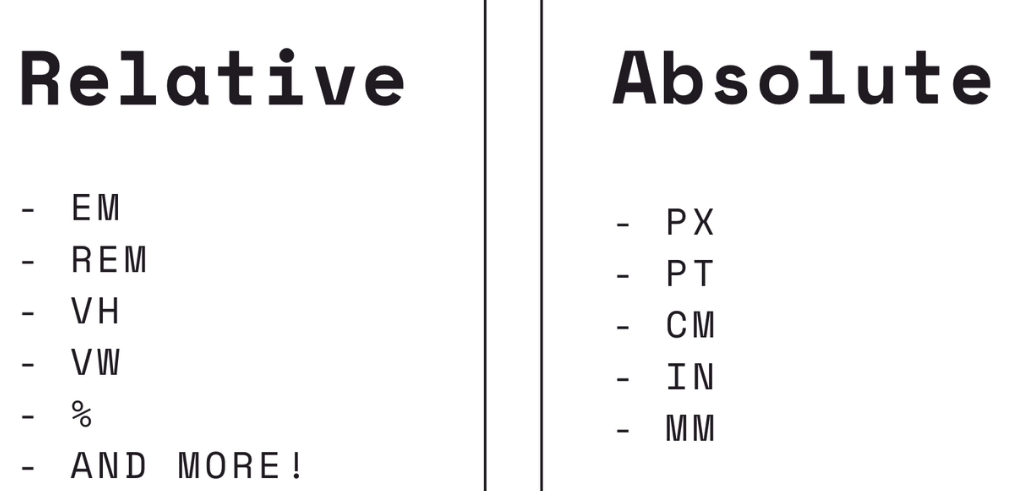 Relative
- EM
- REM
- VH
- VW
- %
- AND MORE!
Absolute
- PX
- PT
- CM
- IN
- MM